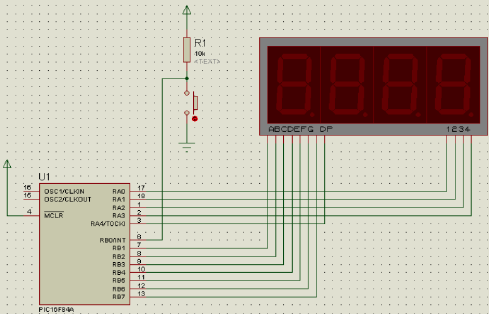 R1
10k
<TEXT>
ABCDEFG DP
1234
U1
16 OSC1/CLKIN RA0 17
15 OSC2/CLKOUT RA1 18
RA2 1
4 MCLR RA3 2
RA4/T0CKI 3
RB0/INT 6
RB1 7
RB2 8
RB3 9
RB4 10
RB5 11
RB6 12
RB7 13
PIC16F84A